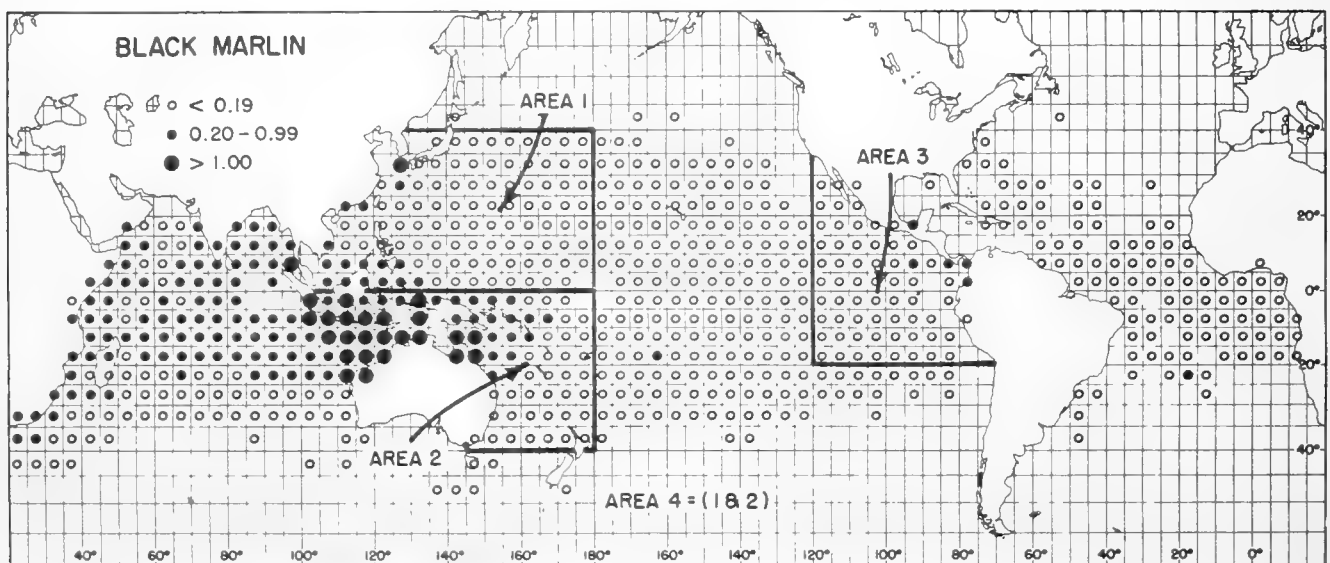 BLACK MARLIN
○ < 0.19
● 0.20 - 0.99
● > 1.00
AREA 1
AREA 3
40°
20°
0°
20°
AREA 2
40°
AREA 4 = (1 & 2)
40° 60° 80° 100° 120° 140° 160° 180° 160° 140° 120° 100° 80° 60° 40° 20° 0°